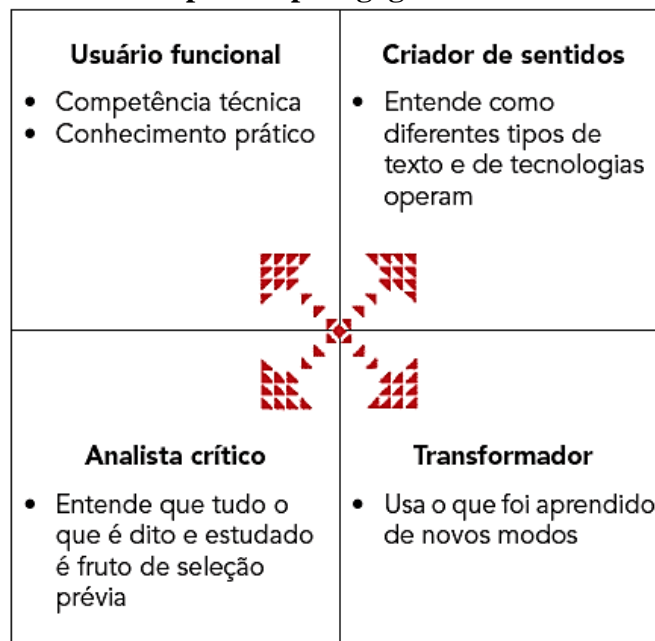 Usuário funcional
• Competência técnica
• Conhecimento prático
Criador de sentidos
• Entende como
diferentes tipos de
texto e de tecnologias
operam
Analista crítico
• Entende que tudo o
que é dito e estudado
é fruto de seleção
prévia
Transformador
• Usa o que foi aprendido
de novos modos